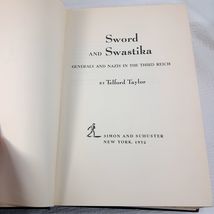 Sword
AND Swastika
GENERALS AND NAZIS IN THE THIRD REICH
BY Telford Taylor
SIMON AND SCHUSTER
NEW YORK, 1952